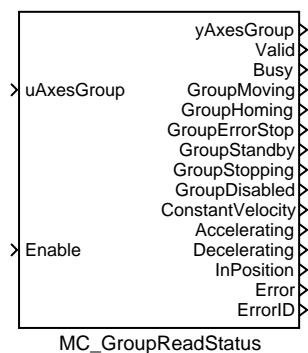 yAxesGroup
Valid
Busy
uAxesGroup
GroupMoving
GroupHoming
GroupErrorStop
GroupStandby
GroupStopping
GroupDisabled
ConstantVelocity
Accelerating
Enable
Decelerating
InPosition
Error
ErrorID
MC_GroupReadStatus